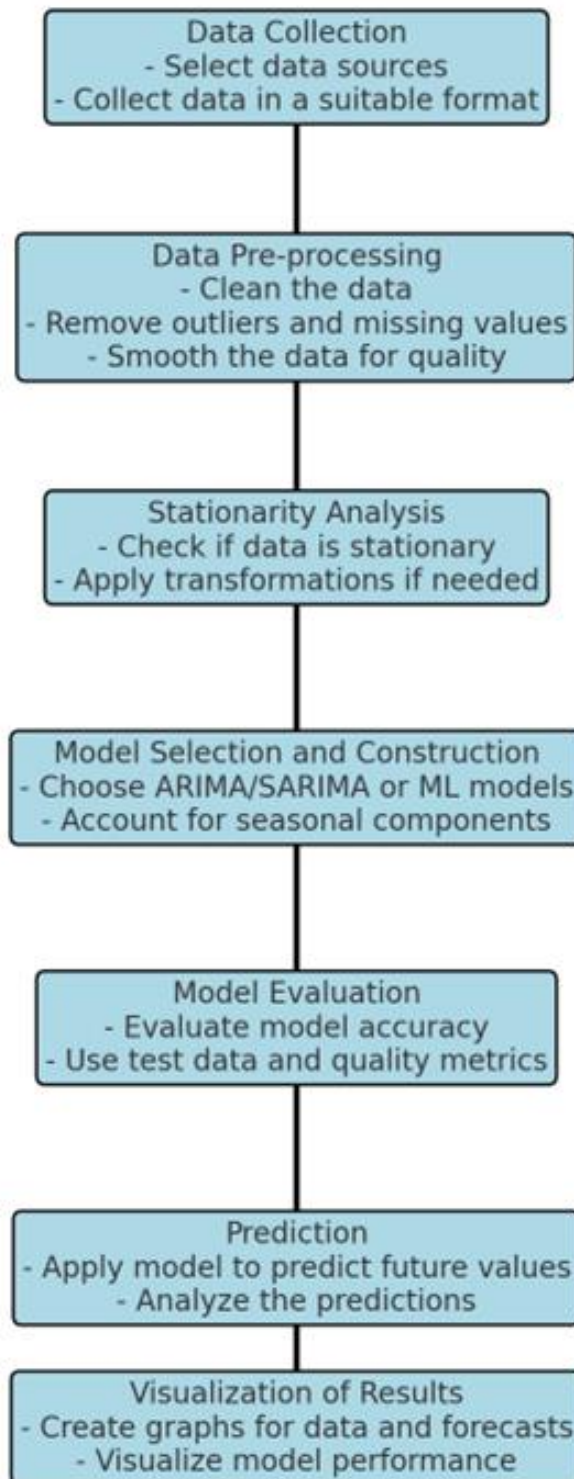 Data Collection
- Select data sources
- Collect data in a suitable format
Data Pre-processing
- Clean the data
- Remove outliers and missing values
- Smooth the data for quality
Stationarity Analysis
- Check if data is stationary
- Apply transformations if needed
Model Selection and Construction
- Choose ARIMA/SARIMA or ML models
- Account for seasonal components
Model Evaluation
- Evaluate model accuracy
- Use test data and quality metrics
Prediction
- Apply model to predict future values
- Analyze the predictions
Visualization of Results
- Create graphs for data and forecasts
- Visualize model performance